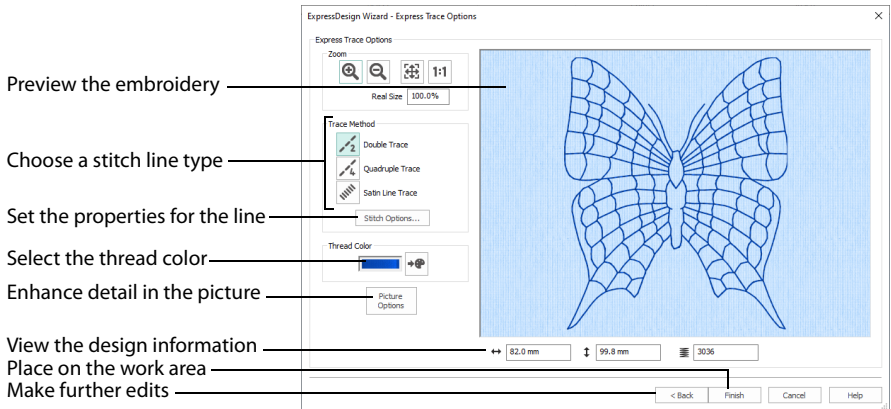 ExpressDesign Wizard - Express Trace Options
Express Trace Options
Zoom
1:1
Real Size 100.0%
Preview the embroidery
Trace Method
2 Double Trace
Choose a stitch line type
4 Quadruple Trace
Satin Line Trace
Set the properties for the line
Stitch Options...
Thread Color
Select the thread color
Enhance detail in the picture
Picture
Options
View the design information
82.0 mm 99.8 mm 3036
Place on the work area
Make further edits
< Back Finish Cancel Help